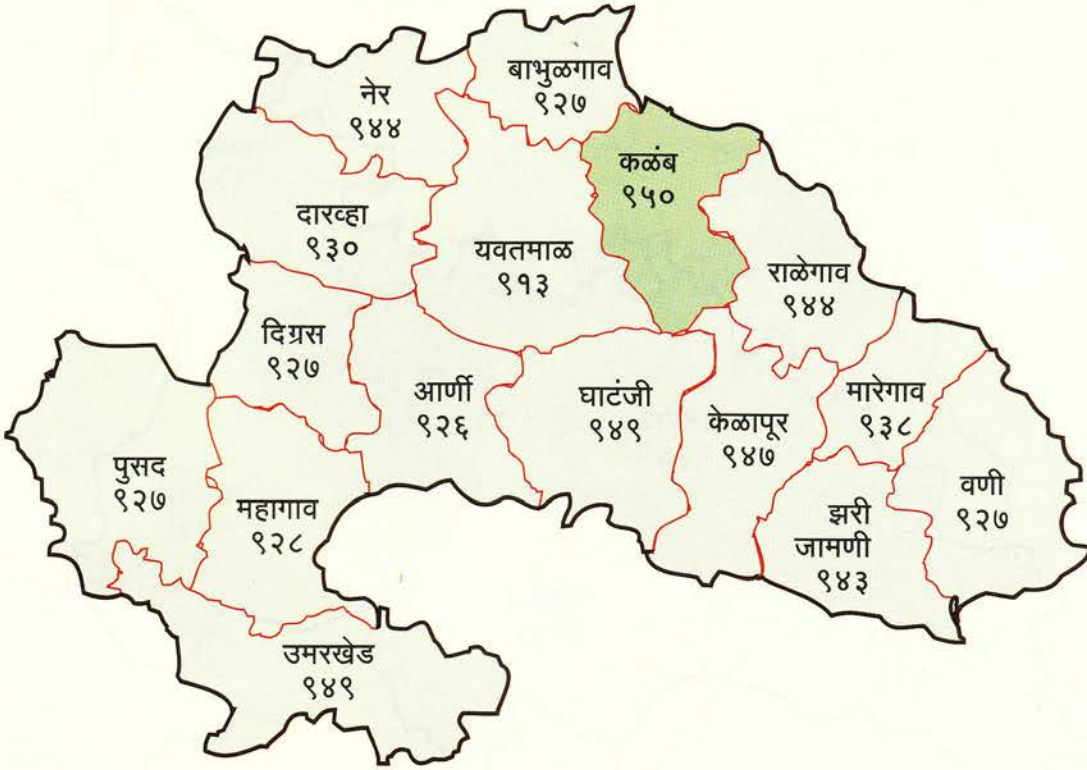 बाभुळगाव
९२७
नेर
९४४
कळंब
९५०
दारव्हा
९३०
यवतमाळ
९१३
राळेगाव
९४४
दिग्रस
९२७
आर्णी
९२६
घाटंजी
९४९
मारेगाव
९३८
केळापूर
९४७
पुसद
९२७
महागाव
९२८
वणी
९२७
झरी
जामणी
९४३
उमरखेड
९४९